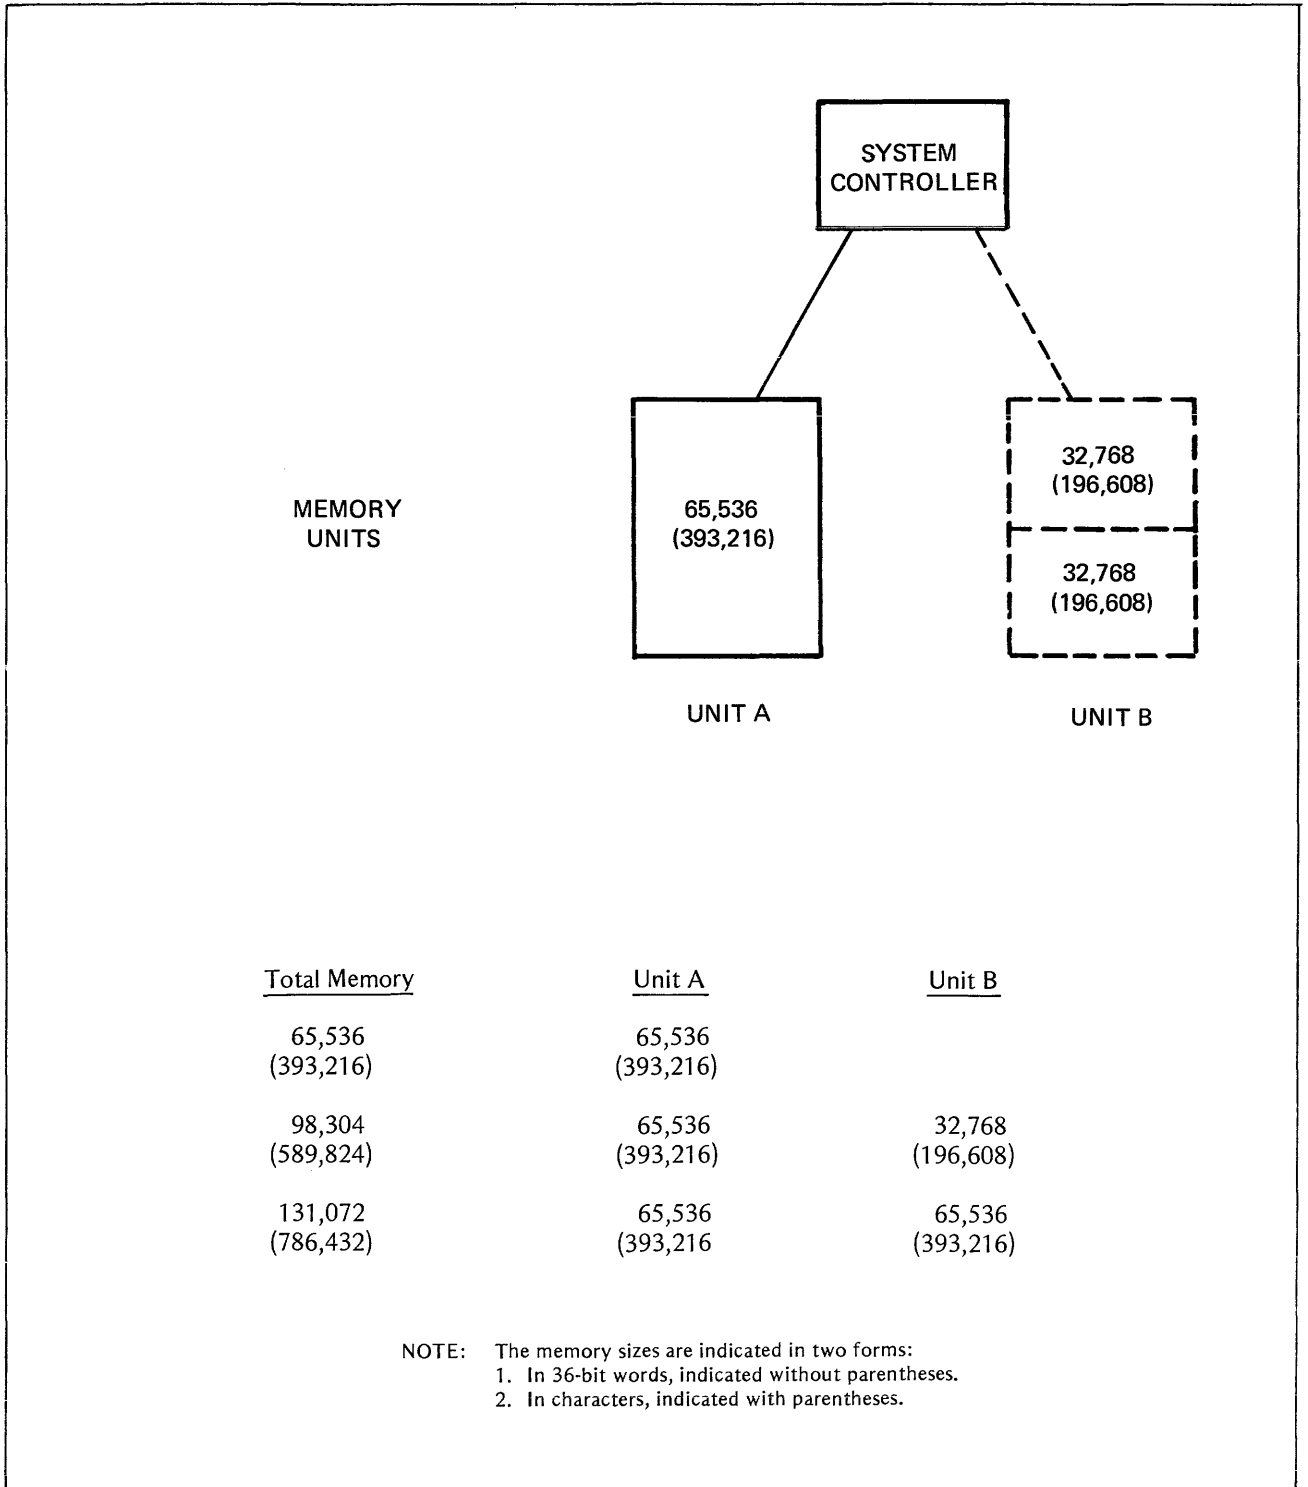 SYSTEM
CONTROLLER
MEMORY
UNITS
65,536
(393,216)
32,768
(196,608)
32,768
(196,608)
UNIT A
UNIT B
Total Memory Unit A Unit B
65,536 65,536
(393,216) (393,216)
98,304 65,536 32,768
(589,824) (393,216) (196,608)
131,072 65,536 65,536
(786,432) (393,216 (393,216)
NOTE: The memory sizes are indicated in two forms:
1. In 36-bit words, indicated without parentheses.
2. In characters, indicated with parentheses.